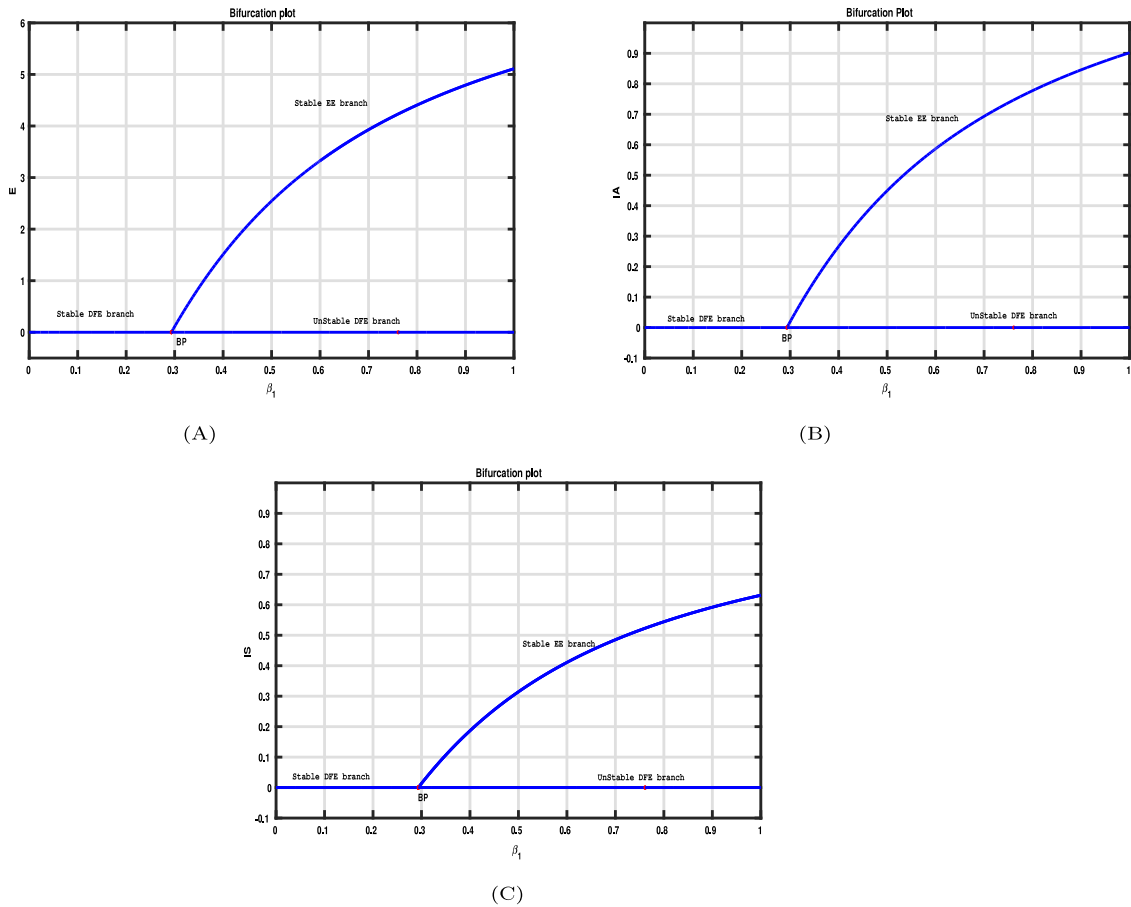 Bifurcation plot
6
5
4
3
2
1
0
E
Stable EE branch
Stable DFE branch
UnStable DFE branch
BP
0 0.1 0.2 0.3 0.4 0.5 0.6 0.7 0.8 0.9 1
β1
(A)
Bifurcation Plot
0.9
0.8
0.7
0.6
0.5
0.4
0.3
0.2
0.1
0
-0.1
IA
Stable EE branch
Stable DFE branch
UnStable DFE branch
BP
0 0.1 0.2 0.3 0.4 0.5 0.6 0.7 0.8 0.9 1
β1
(B)
Bifurcation plot
0.9
0.8
0.7
0.6
0.5
0.4
0.3
0.2
0.1
0
-0.1
IS
Stable EE branch
Stable DFE branch
UnStable DFE branch
BP
0 0.1 0.2 0.3 0.4 0.5 0.6 0.7 0.8 0.9 1
β1
(C)